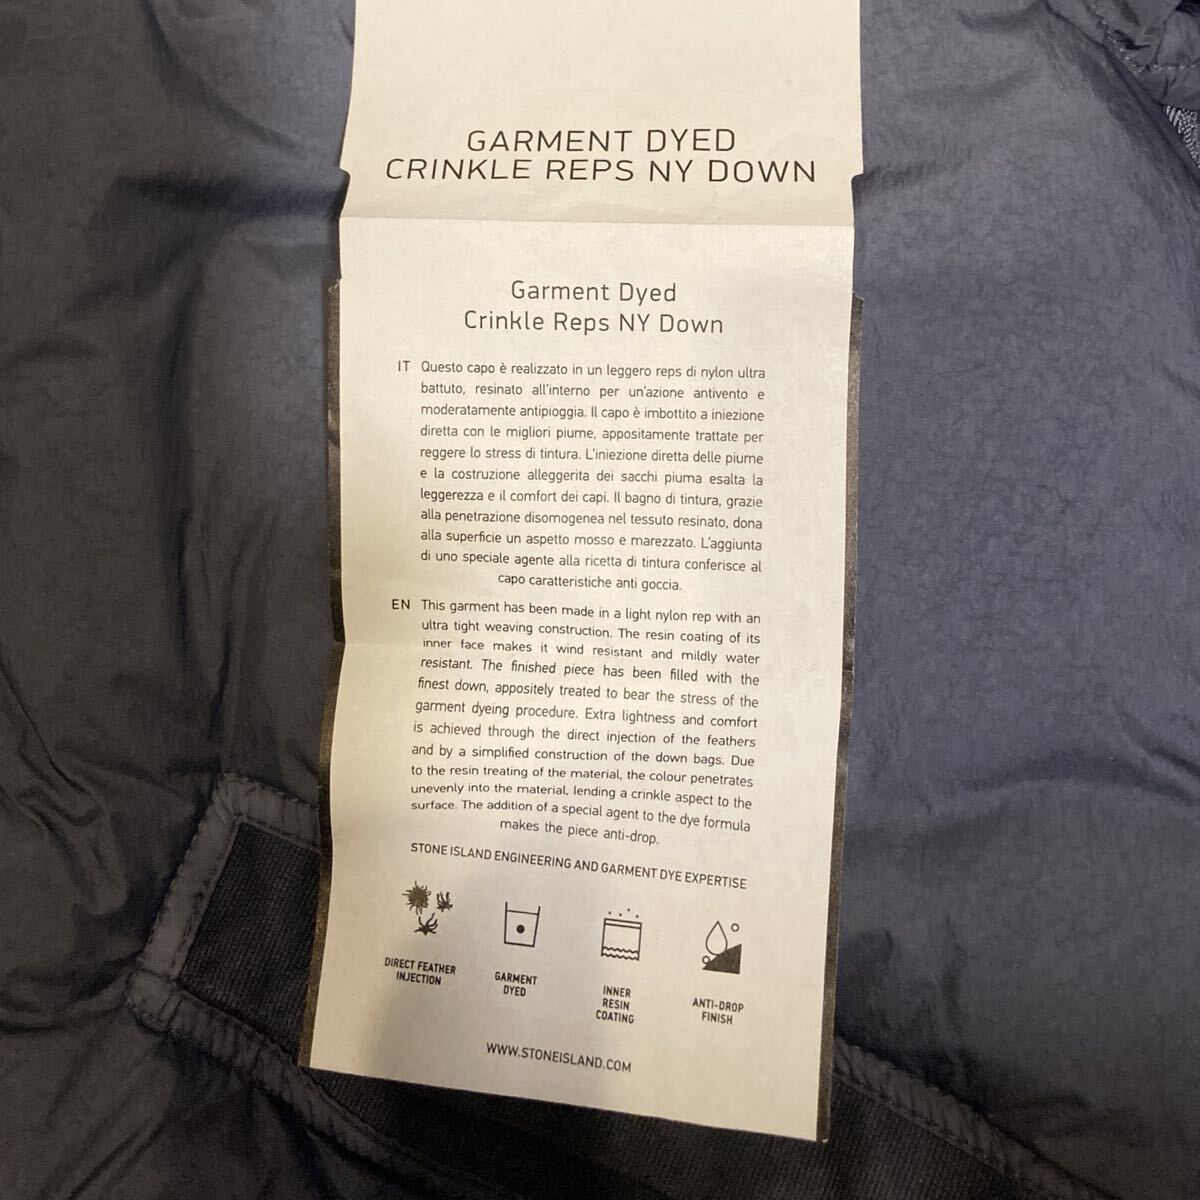 GARMENT DYED
CRINKLE REPS NY DOWN
Garment Dyed
Crinkle Reps NY Down
IT Questo capo è realizzato in un leggero reps di nylon ultra
battuto, resinato all'interno per un'azione antivento e
moderatamente antipioggia. Il capo è imbottito a iniezione
diretta con le migliori piume, appositamente trattate per
reggere lo stress di tintura. L'iniezione diretta delle piume
e la costruzione alleggerita dei sacchi piuma esalta la
leggerezza e il comfort dei capi. Il bagno di tintura, grazie
alla penetrazione disomogenea nel tessuto resinato, dona
alla superficie un aspetto mosso e marezzato. L'aggiunta
di uno speciale agente alla ricetta di tintura conferisce al
capo caratteristiche anti goccia.
EN This garment has been made in a light nylon rep with an
ultra tight weaving construction. The resin coating of its
inner face makes it wind resistant and mildly water
resistant. The finished piece has been filled with the
finest down, appositely treated to bear the stress of the
garment dyeing procedure. Extra lightness and comfort
is achieved through the direct injection of the feathers
and by a simplified construction of the down bags. Due
to the resin treating of the material, the colour penetrates
unevenly into the material, lending a crinkle aspect to the
surface. The addition of a special agent to the dye formula
makes the piece anti-drop.
STONE ISLAND ENGINEERING AND GARMENT DYE EXPERTISE
DIRECT FEATHER
INJECTION
GARMENT
DYED
INNER
RESIN
COATING
ANTI-DROP
FINISH
WWW.STONEISLAND.COM